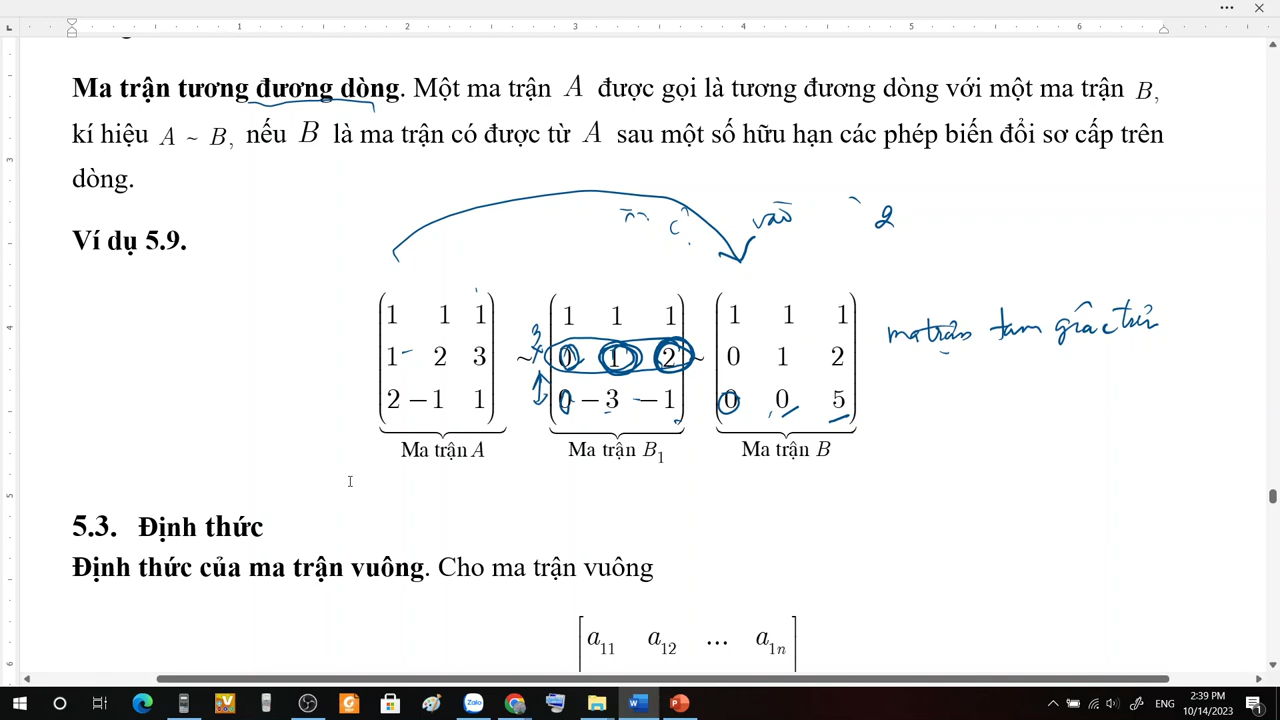 Ma trận tương đương dòng. Một ma trận A được gọi là tương đương dòng với một ma trận B,
kí hiệu A ~ B, nếu B là ma trận có được từ A sau một số hữu hạn các phép biến đổi sơ cấp trên
dòng.
vào 2
Ví dụ 5.9.
1 1 1 1 1 1 1 1 1
1 2 3 ~ 0 1 2 ~ 0 1 2
2 −1 1 0 −3 −1 0 0 5
ma trận tam giác trên
Ma trận A Ma trận B1 Ma trận B
5.3. Định thức
Định thức của ma trận vuông. Cho ma trận vuông
a11 a12 ... a1n
ENG
2:39 PM
10/14/2023